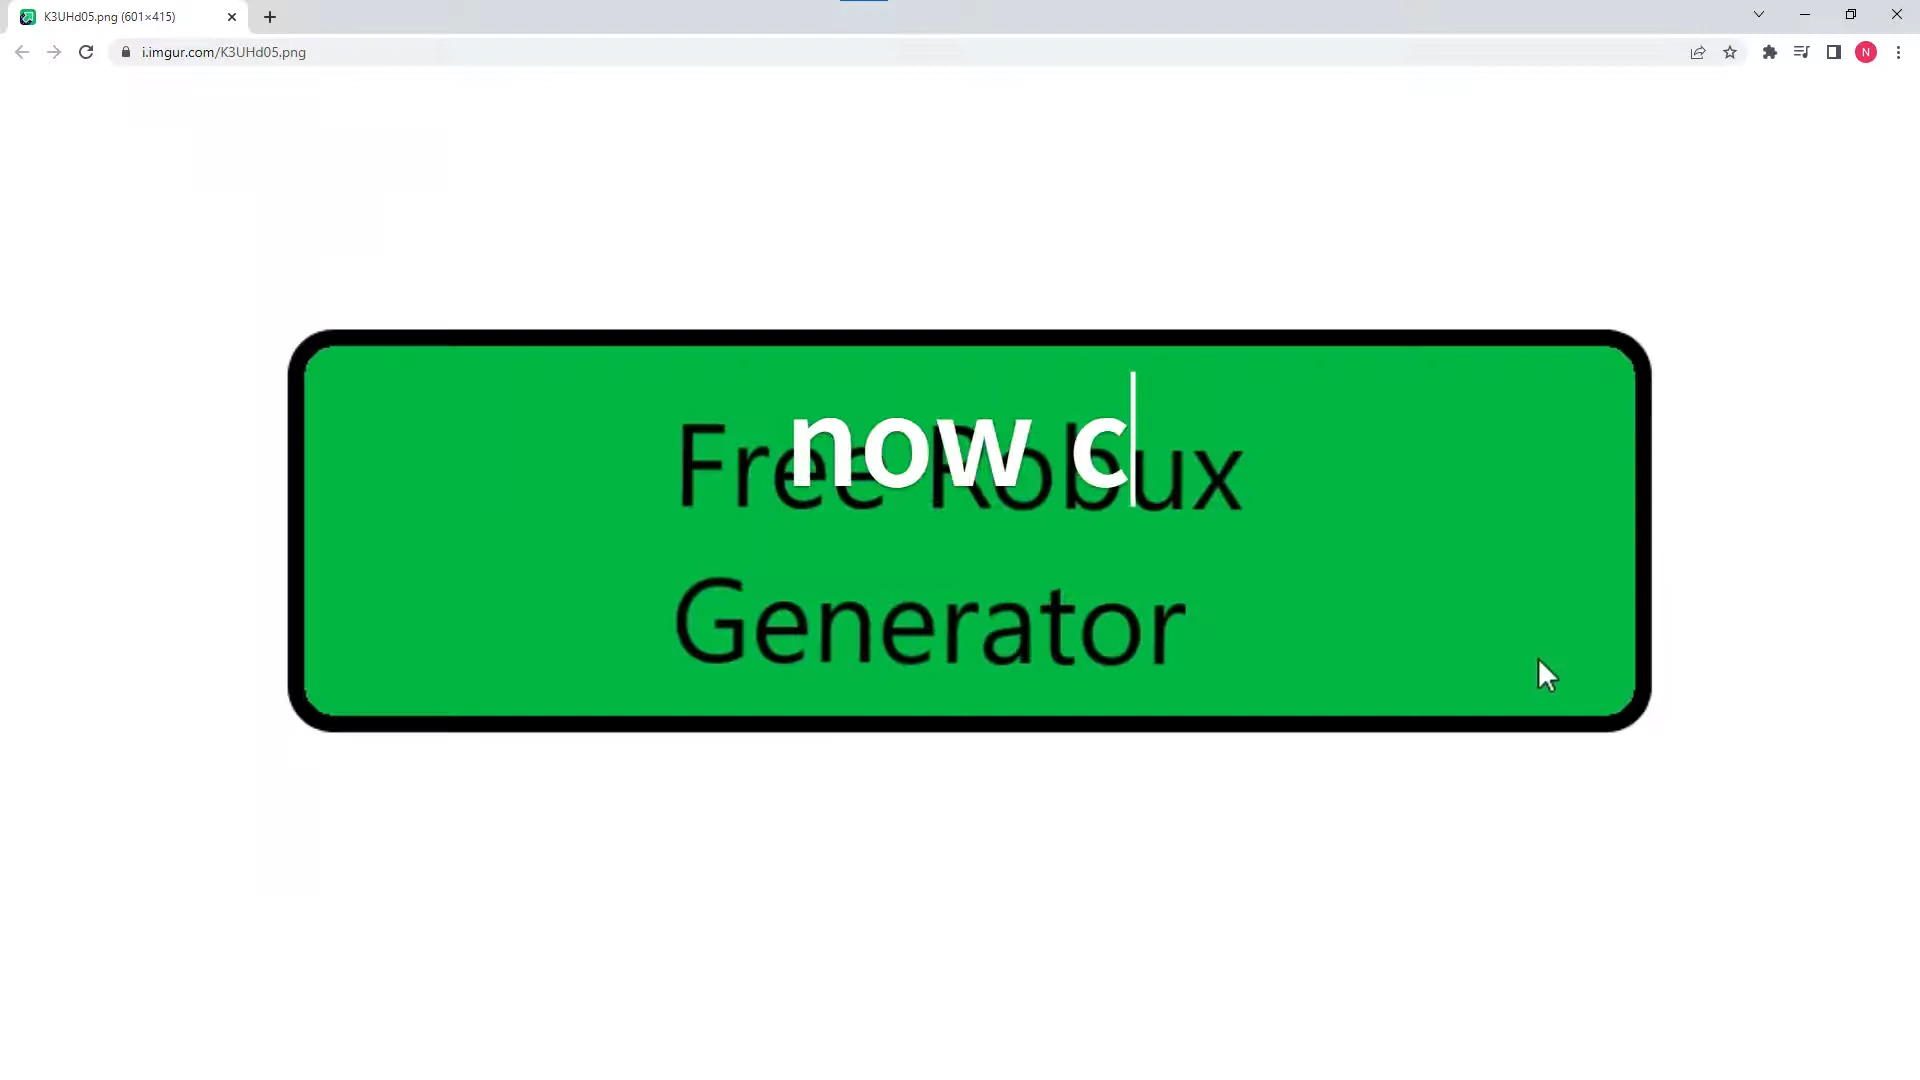 K3UHd05.png (601×415)
i.imgur.com/K3UHd05.png
N
now c
Free Robux
Generator